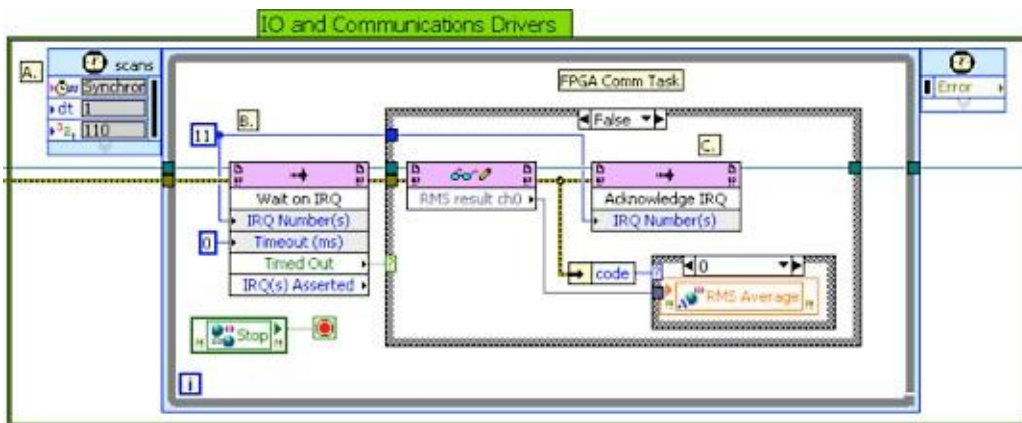 IO and Communications Drivers
A.
scans
Synchron
dt 1
110
Error
FPGA Comm Task
False
11
B.
C.
Wait on IRQ
IRQ Number(s)
Timeout (ms)
Timed Out
IRQ(s) Asserted
0
RMS result ch0
Acknowledge IRQ
IRQ Number(s)
code
0
RMS Average
Stop
i